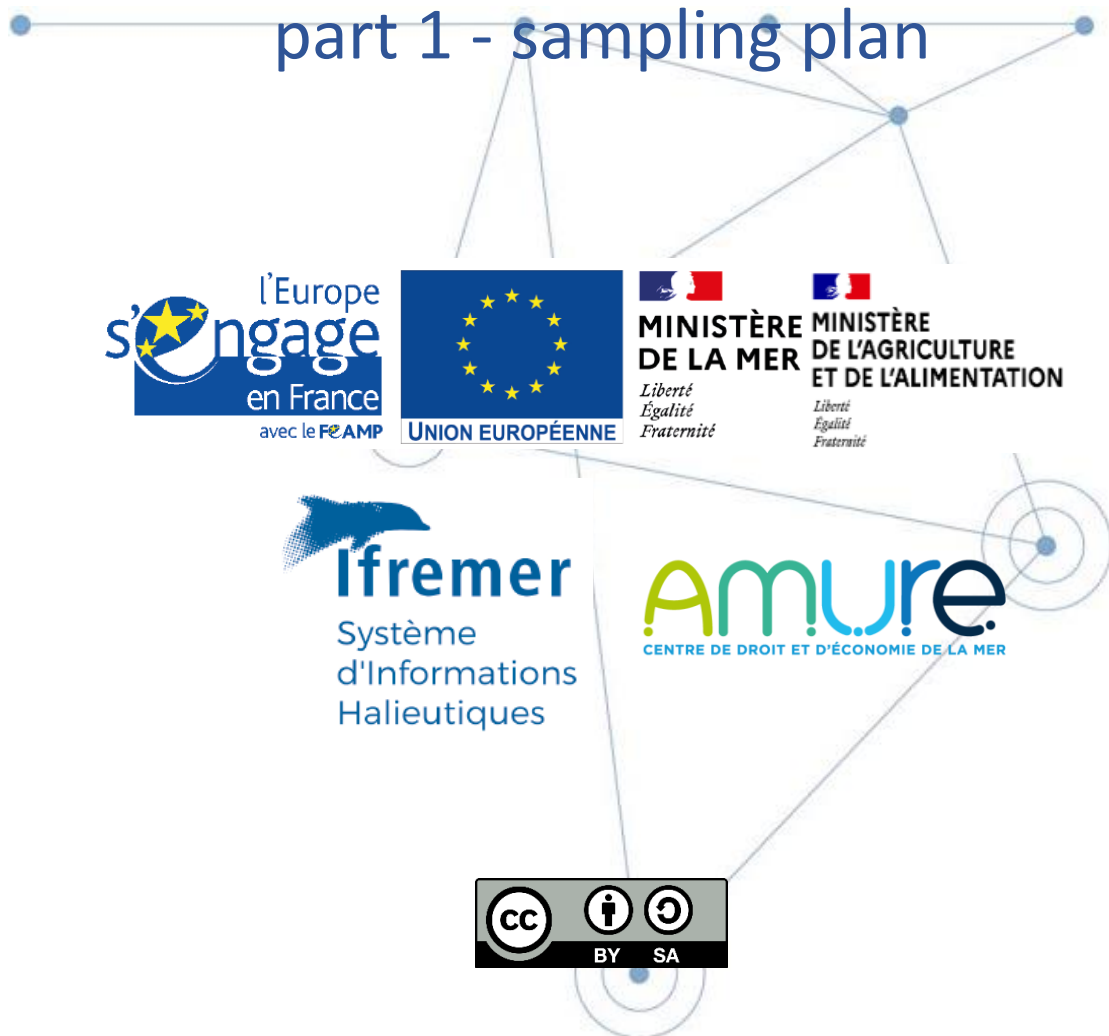 part 1 - sampling plan
l'Europe
s'engage
en France
avec le FEAMP
UNION EUROPÉENNE
MINISTÈRE
DE LA MER
Liberté
Égalité
Fraternité
MINISTÈRE
DE L'AGRICULTURE
ET DE L'ALIMENTATION
Liberté
Égalité
Fraternité
Ifremer
Système
d'Informations
Halieutiques
AMURE
CENTRE DE DROIT ET D'ÉCONOMIE DE LA MER
cc
BY SA